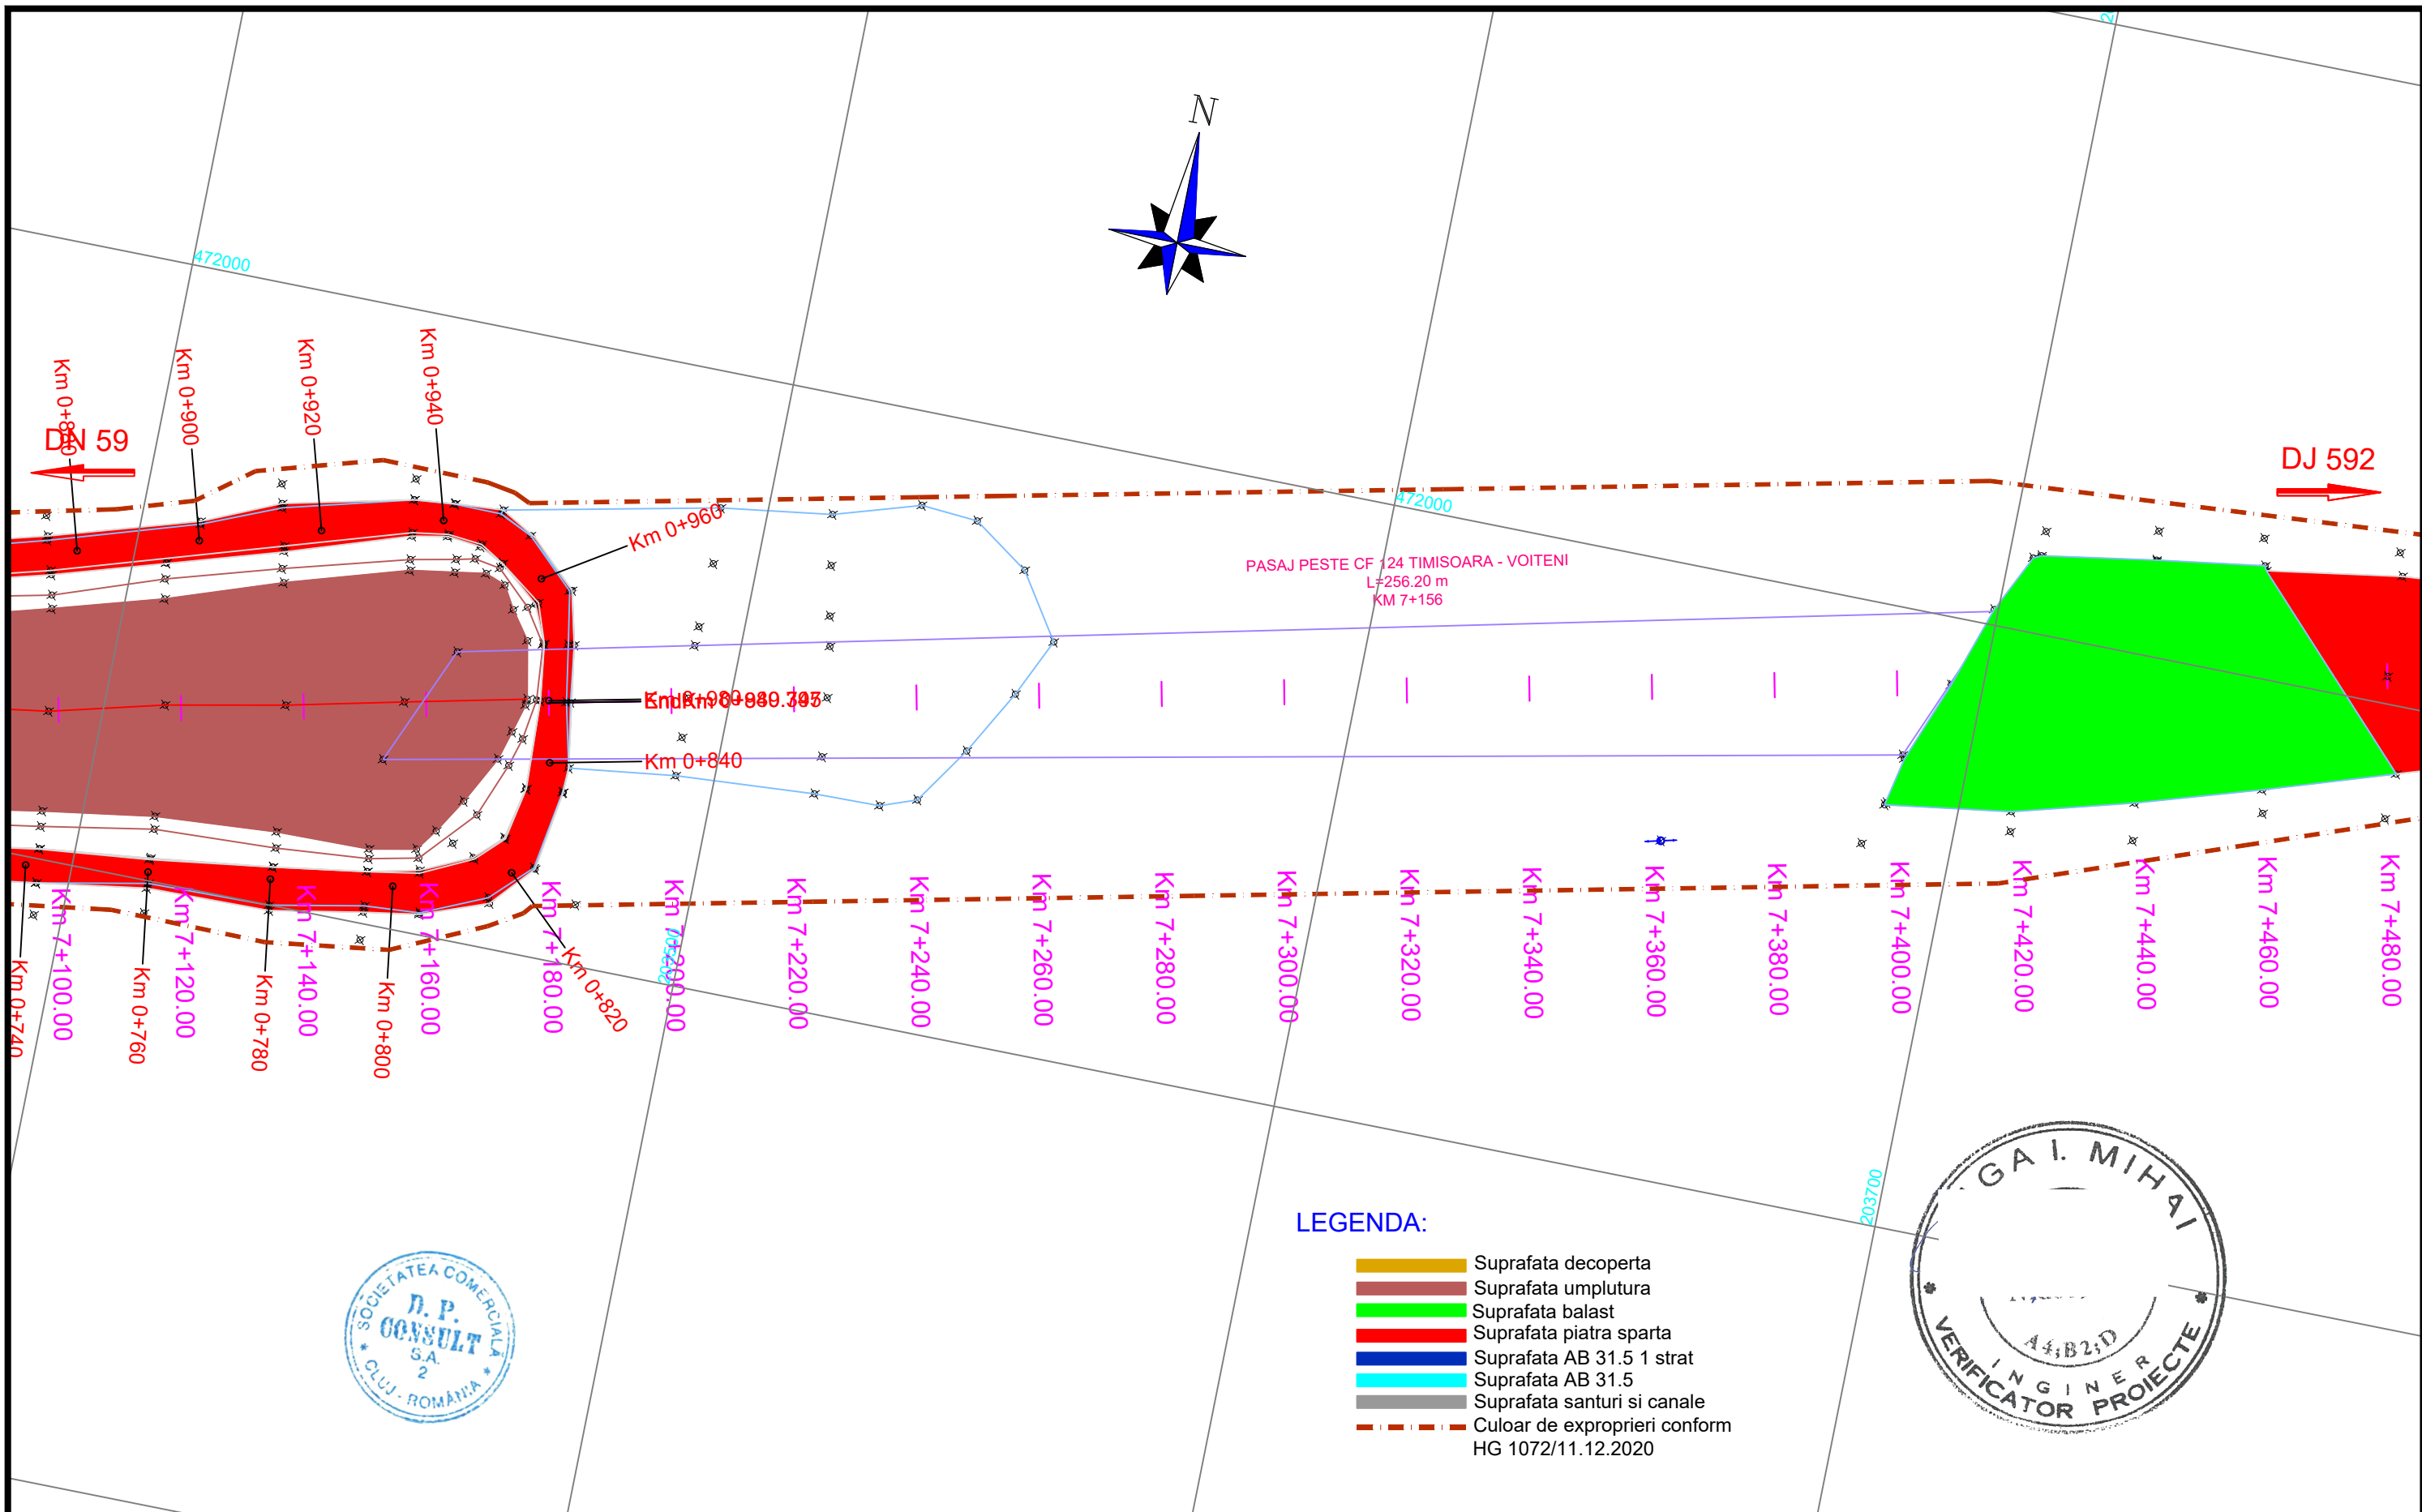 N
472000
Km 0+900
Km 0+920
Km 0+940
DN 59
Km 0+960
472000
DJ 592
PASAJ PESTE CF 124 TIMISOARA - VOITENI
L=256.20 m
KM 7+156
Km 0+840
Km 0+740
Km 0+760
Km 0+780
Km 0+800
Km 0+820
Km 7+100.00
Km 7+120.00
Km 7+140.00
Km 7+160.00
Km 7+180.00
Km 7+200.00
Km 7+220.00
Km 7+240.00
Km 7+260.00
Km 7+280.00
Km 7+300.00
Km 7+320.00
Km 7+340.00
Km 7+360.00
Km 7+380.00
Km 7+400.00
Km 7+420.00
Km 7+440.00
Km 7+460.00
Km 7+480.00
203700
LEGENDA:
Suprafata decoperta
Suprafata umplutura
Suprafata balast
Suprafata piatra sparta
Suprafata AB 31.5 1 strat
Suprafata AB 31.5
Suprafata santuri si canale
Culoar de exproprieri conform
HG 1072/11.12.2020
SOCIETATEA COMERCIALĂ
D. P.
CONSULT
S.A.
2
* CLUJ - ROMÂNIA *
I. MIHAI
A4;B2;D
INGINER
* VERIFICATOR PROIECTE *